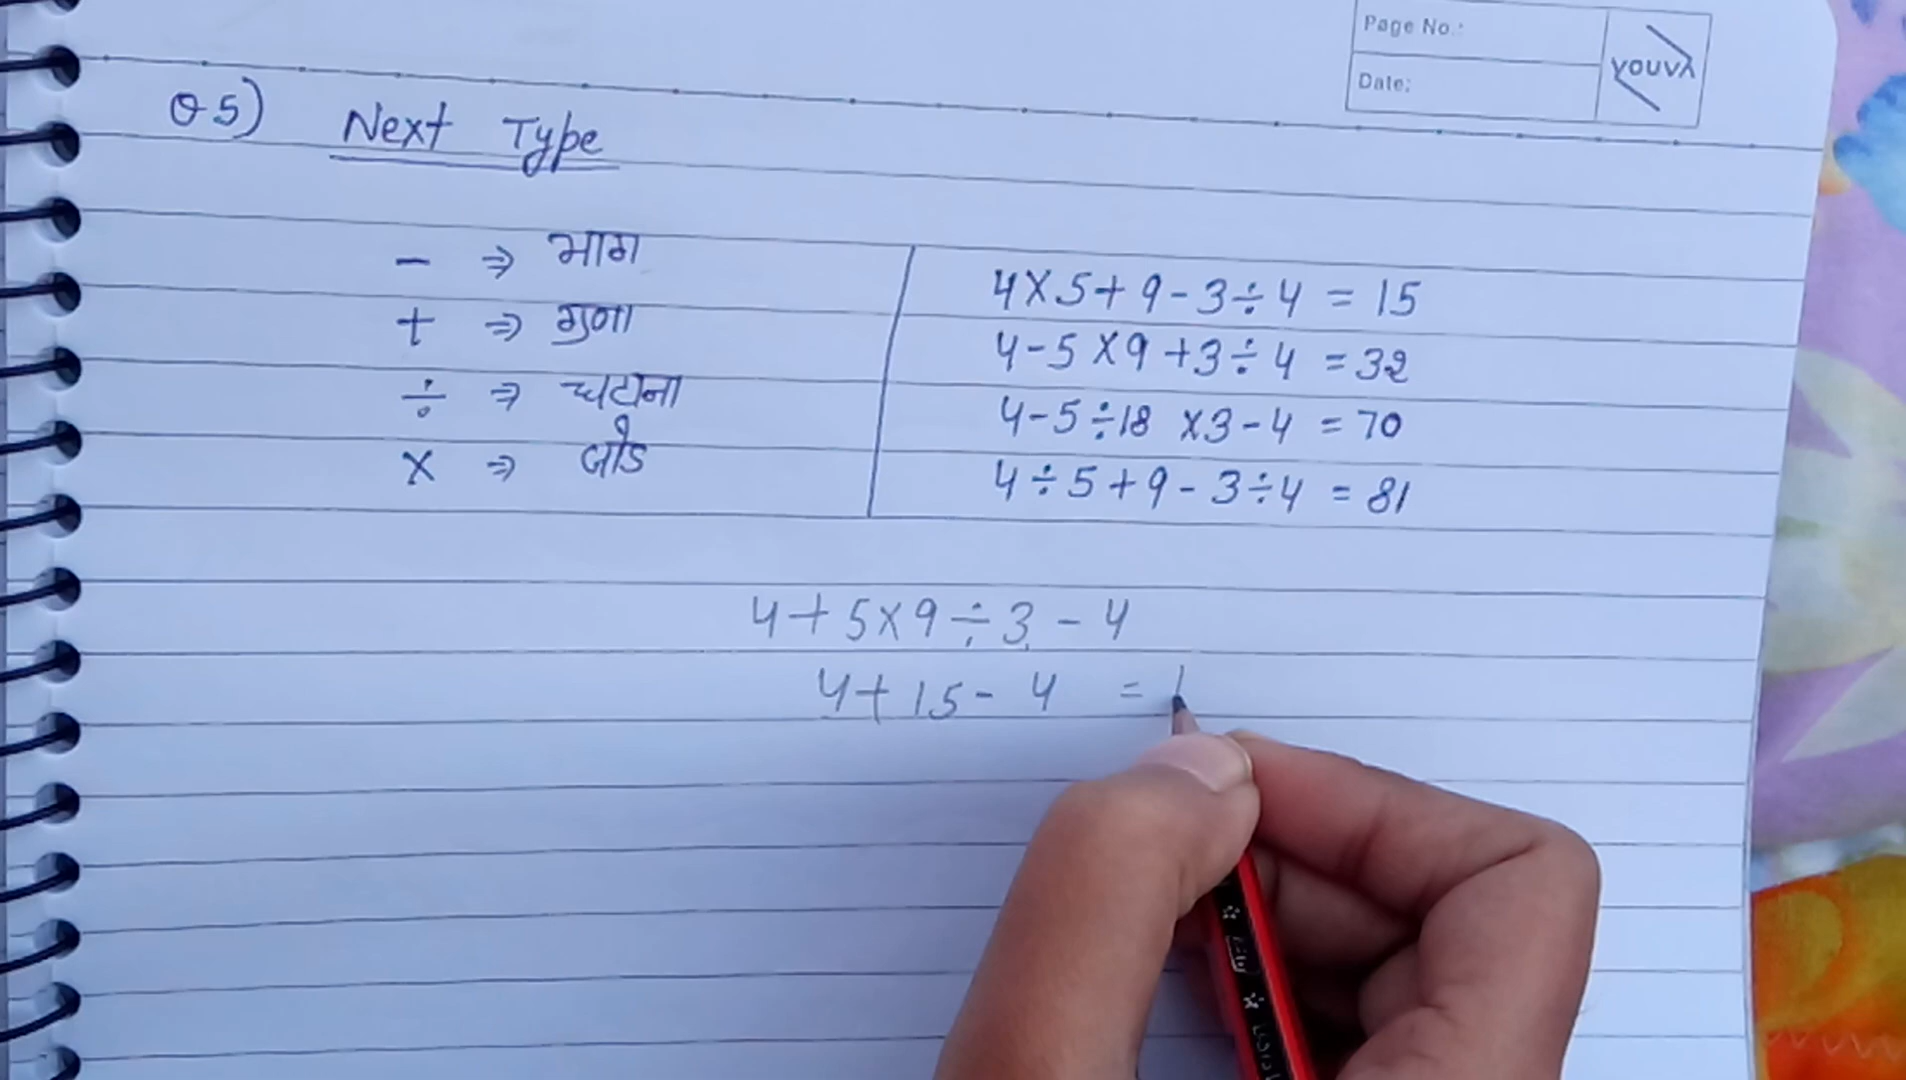 Page No.:
Date:
youva
Q 5) Next Type
- ⇒ भाग
+ ⇒ गुणा
÷ ⇒ घटाना
× ⇒ जोड
4×5+9-3÷4 = 15
4-5×9+3÷4 = 32
4-5÷18×3-4 = 70
4÷5+9-3÷4 = 81
4+5×9÷3-4
4+15-4 = 1